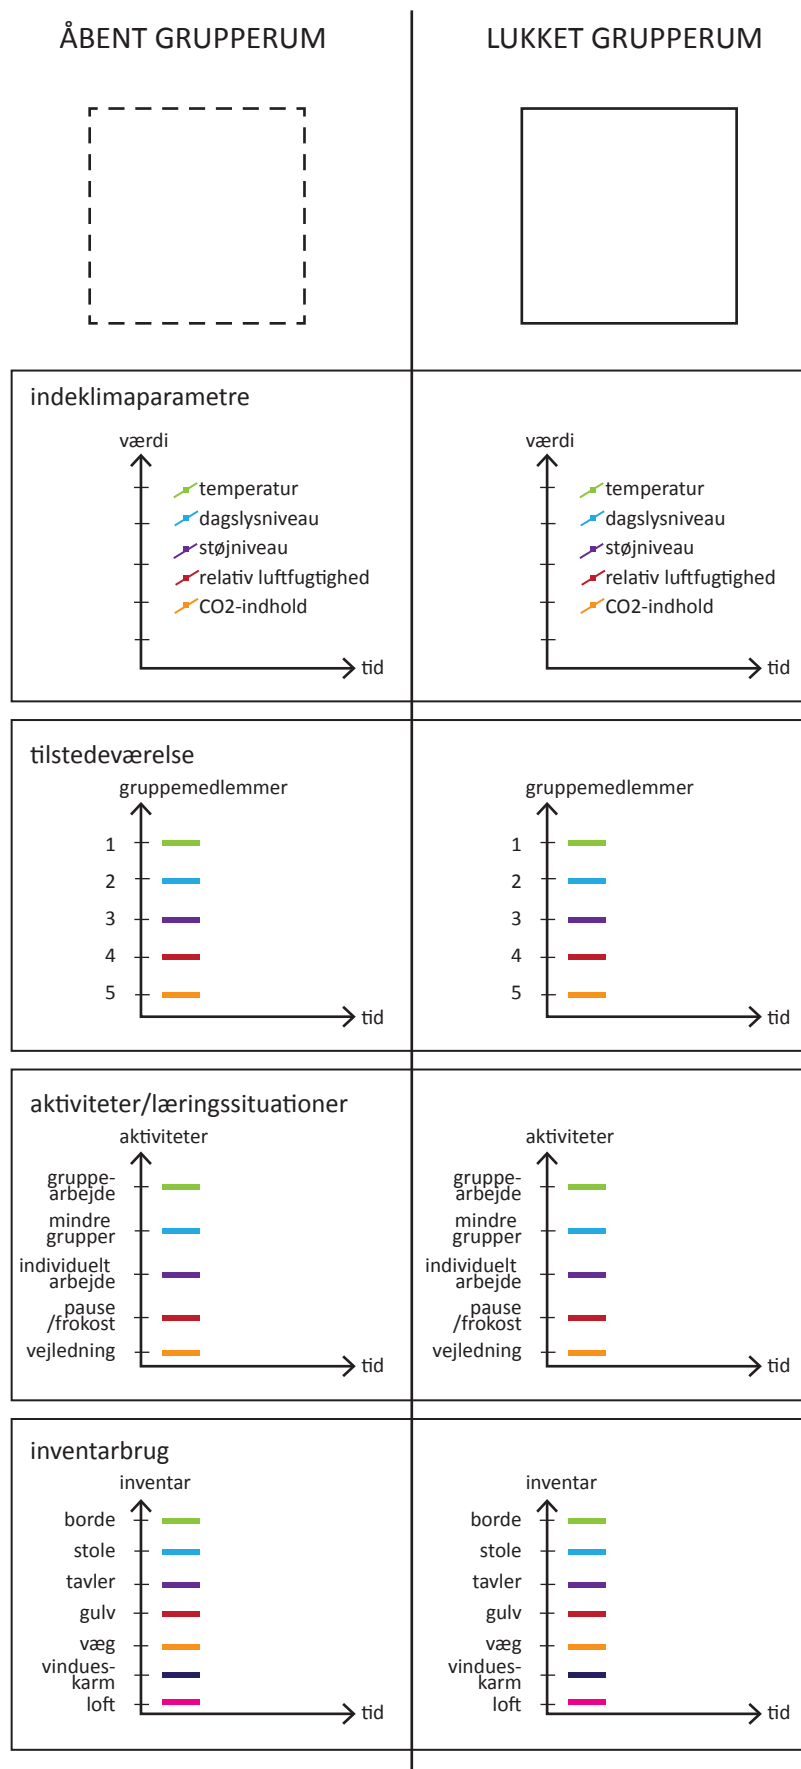 ÅBENT GRUPPERUM
LUKKET GRUPPERUM
indeklimaparametre
værdi
temperatur
dagslysniveau
støjniveau
relativ luftfugtighed
CO2-indhold
tid
værdi
temperatur
dagslysniveau
støjniveau
relativ luftfugtighed
CO2-indhold
tid
tilstedeværelse
gruppemedlemmer
1
2
3
4
5
tid
gruppemedlemmer
1
2
3
4
5
tid
aktiviteter/læringssituationer
aktiviteter
gruppe-
arbejde
mindre
grupper
individuelt
arbejde
pause
/frokost
vejledning
tid
aktiviteter
gruppe-
arbejde
mindre
grupper
individuelt
arbejde
pause
/frokost
vejledning
tid
inventarbrug
inventar
borde
stole
tavler
gulv
væg
vindues-
karm
loft
tid
inventar
borde
stole
tavler
gulv
væg
vindues-
karm
loft
tid